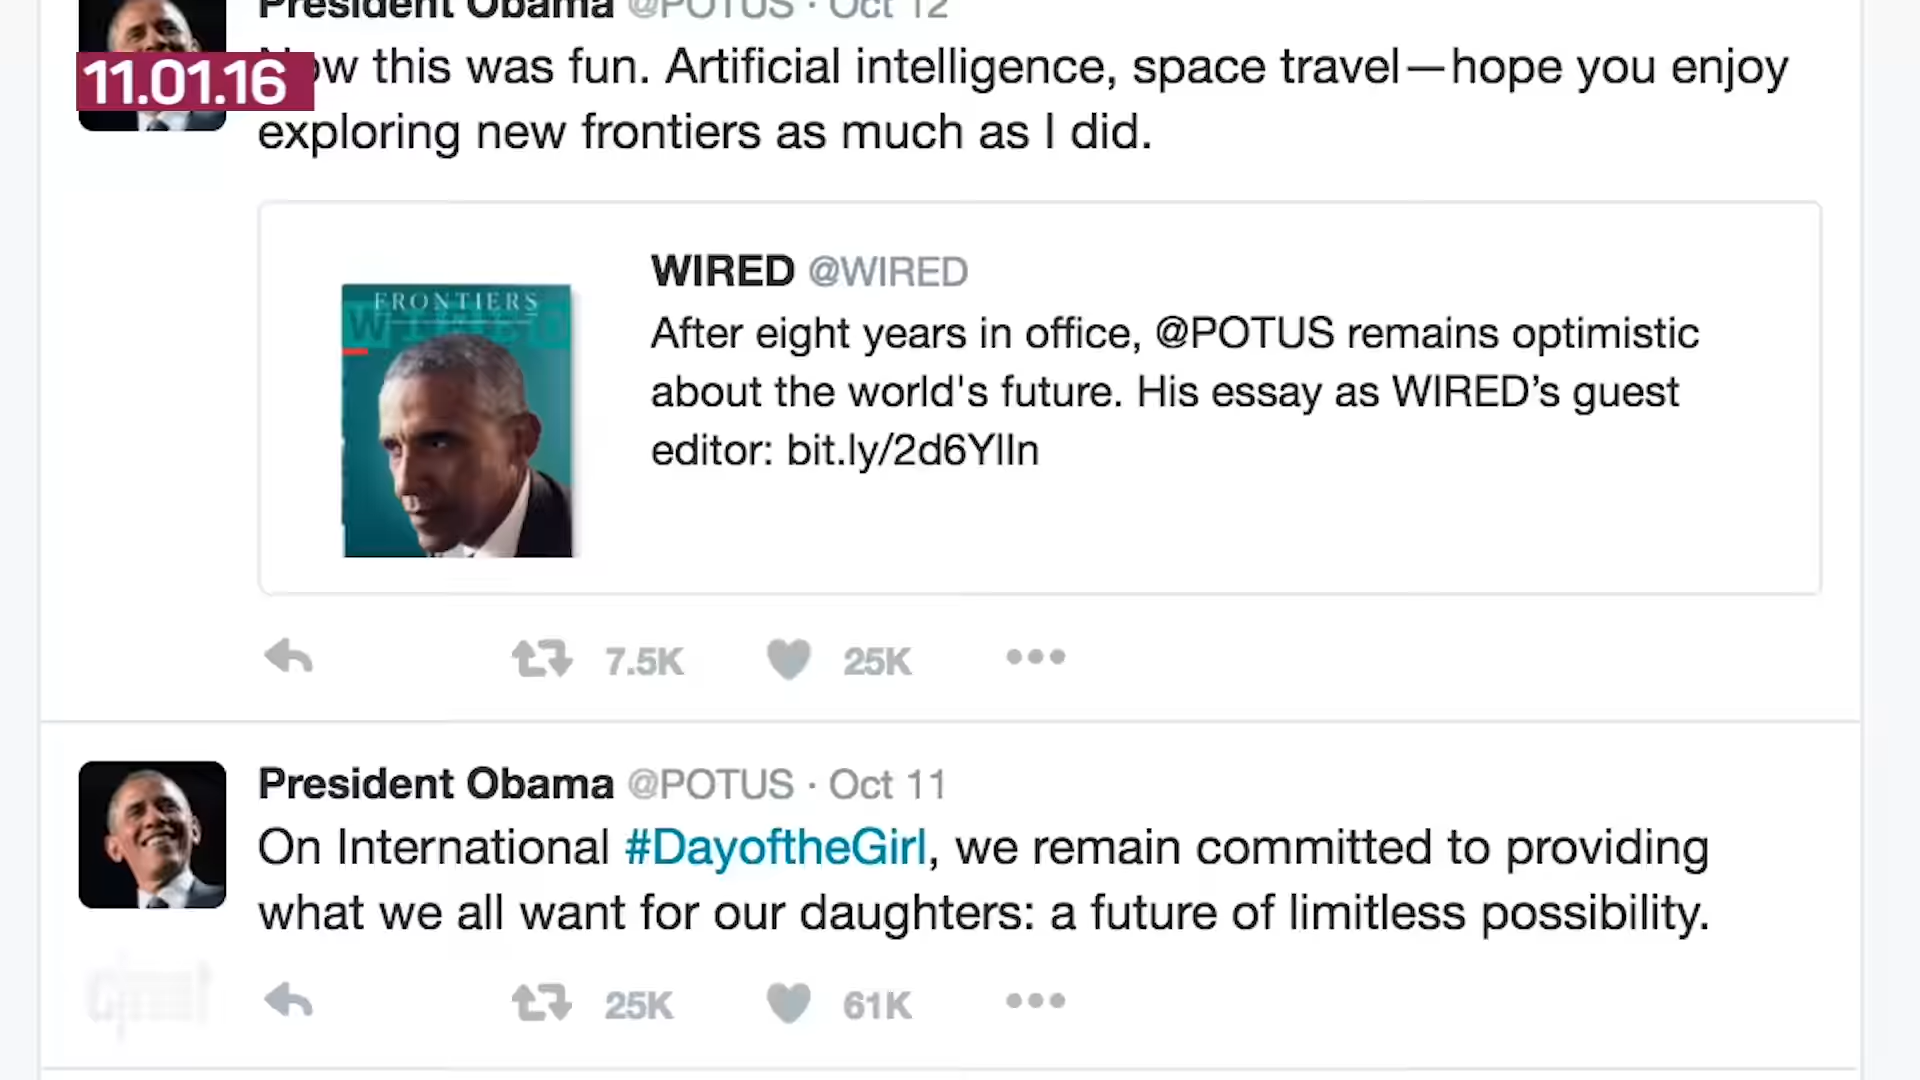 President Obama @POTUS · Oct 12
11.01.16
this was fun. Artificial intelligence, space travel—hope you enjoy
exploring new frontiers as much as I did.
WIRED @WIRED
FRONTIERS
WIRED
After eight years in office, @POTUS remains optimistic
about the world's future. His essay as WIRED’s guest
editor: bit.ly/2d6YlIn
7.5K 25K
President Obama @POTUS · Oct 11
On International #DayoftheGirl, we remain committed to providing
what we all want for our daughters: a future of limitless possibility.
25K 61K